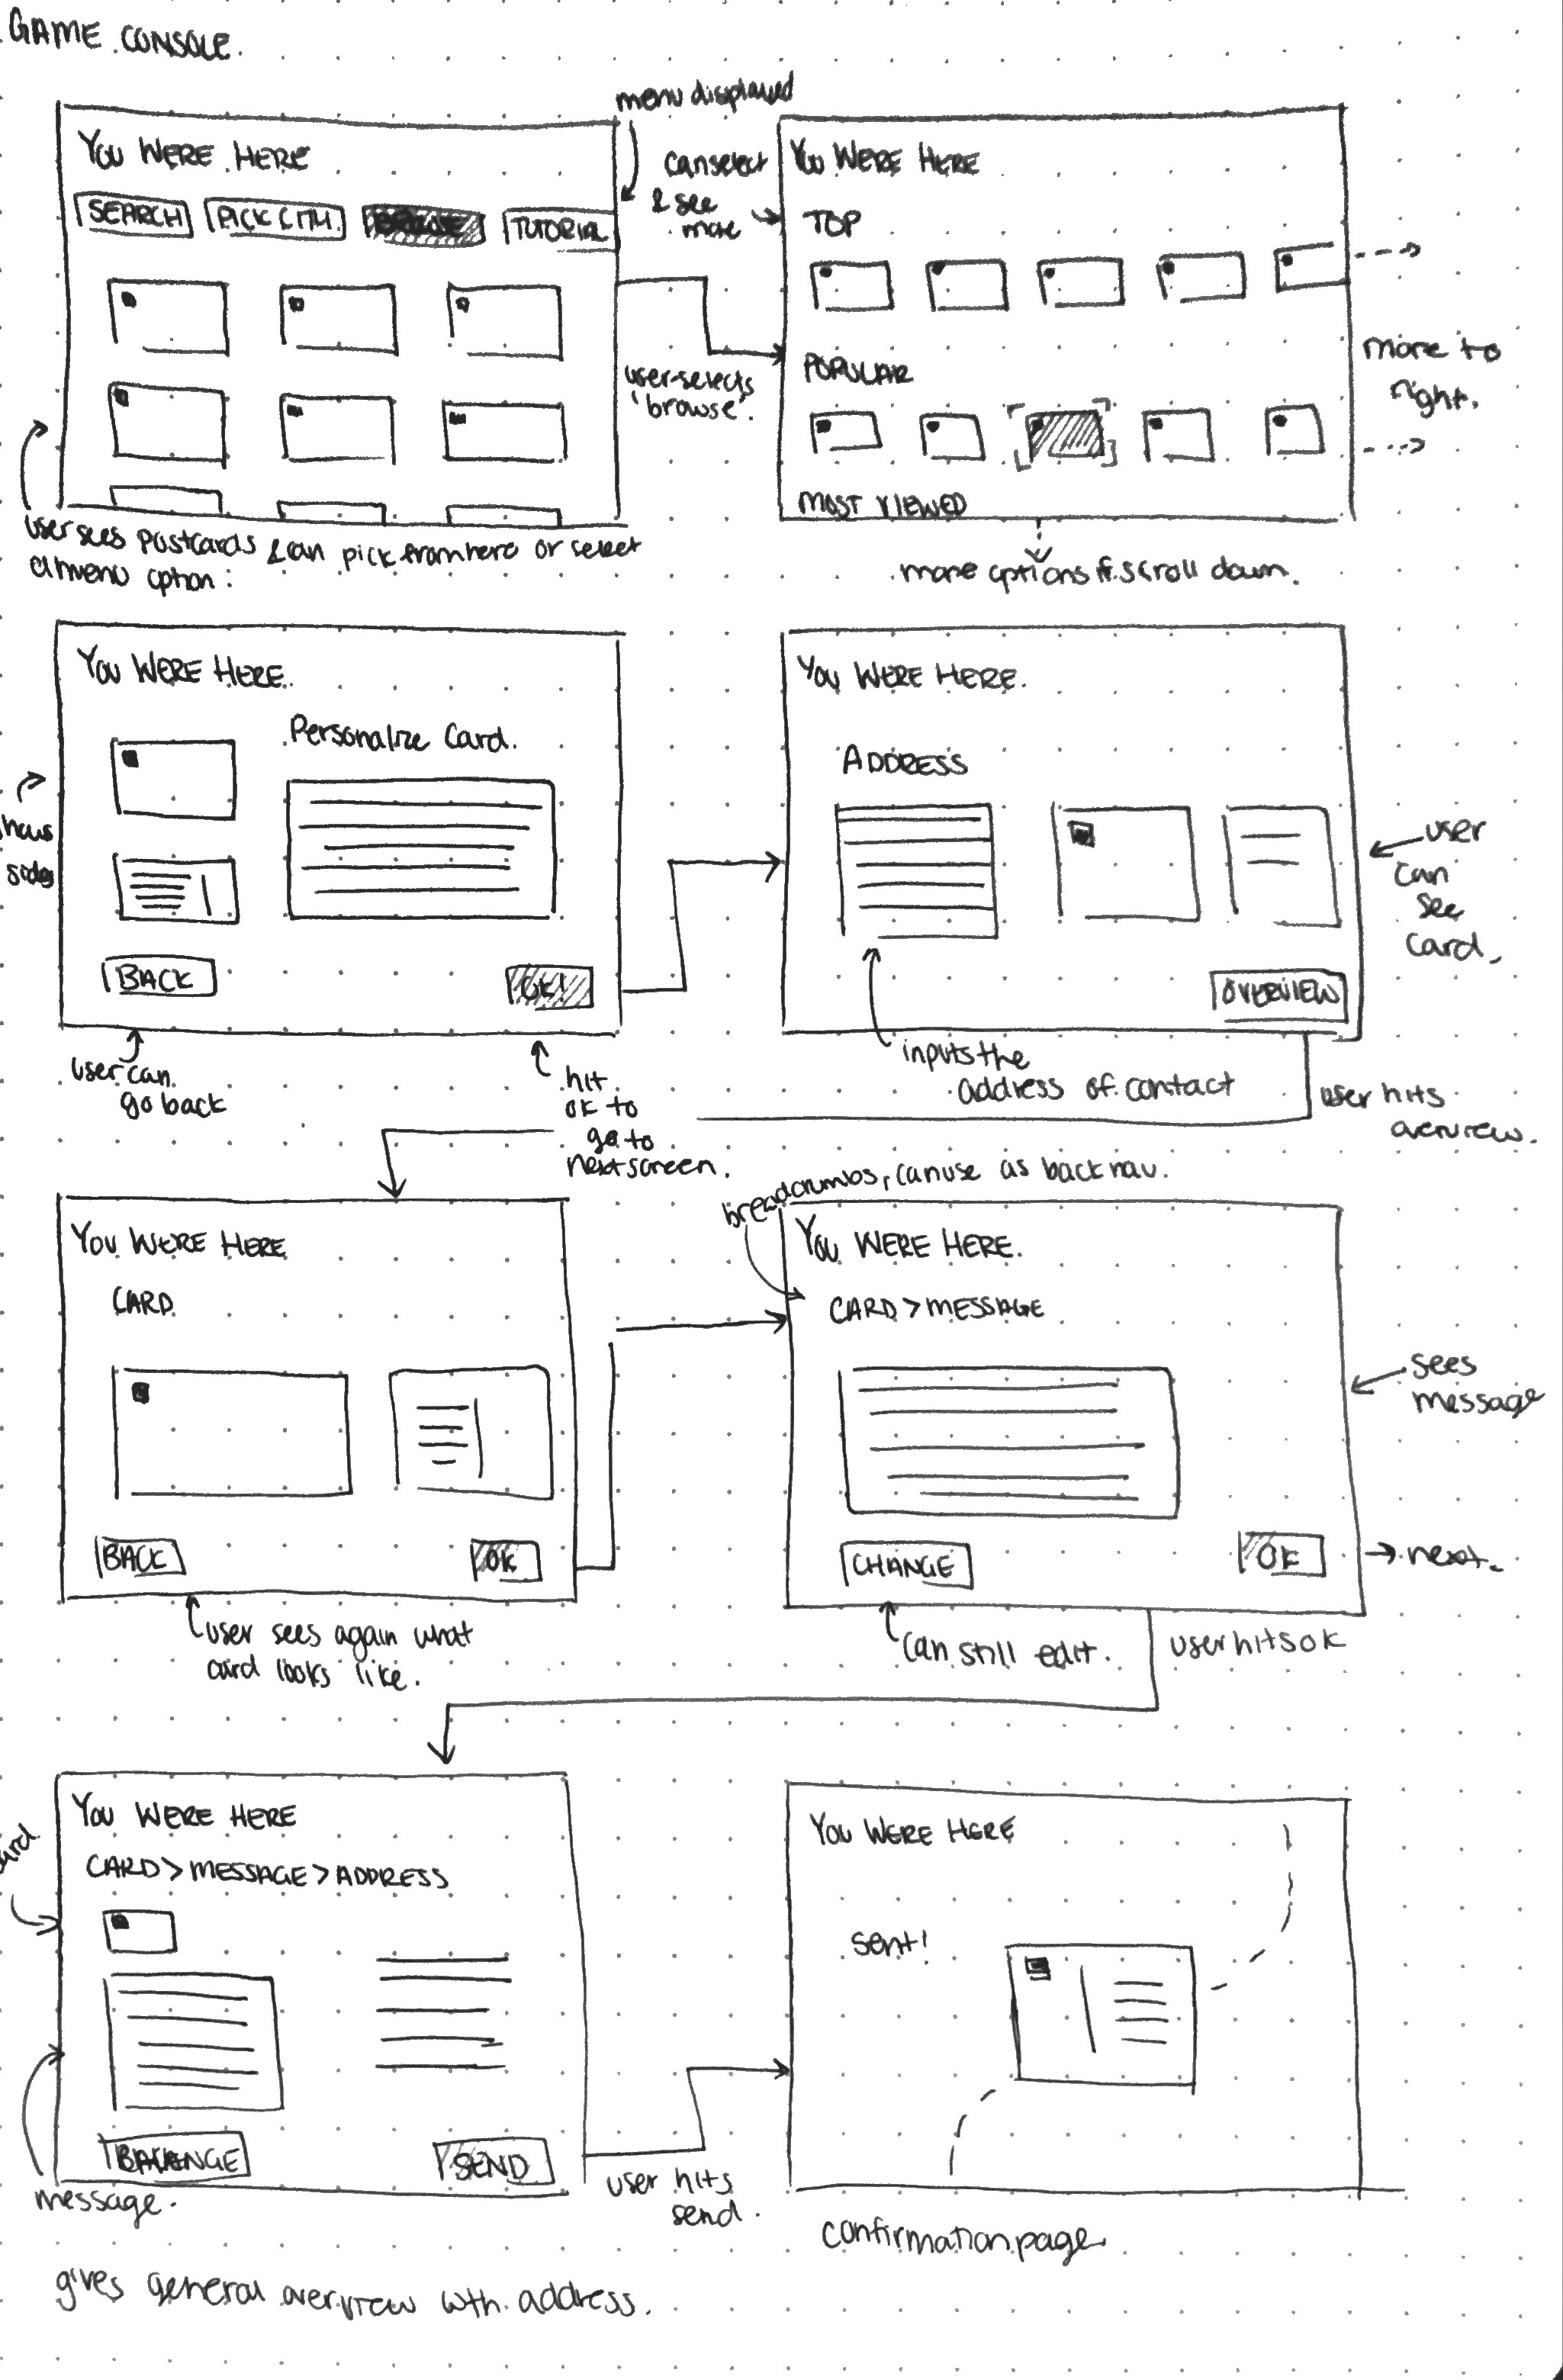 GAME CONSOLE.
menu displayed
YOU WERE HERE
SEARCH
PICK CITY.
BROWSE
TUTORIAL
can select
& see
more
user selects
'browse'.
user sees postcards & can pick from here or select
a menu option:
YOU WERE HERE
TOP
POPULAR
MOST VIEWED
more to
right.
more options if scroll down.
YOU WERE HERE.
Personalize Card.
BACK
OK!
sides
user can
go back
hit
ok to
go to
next screen.
YOU WERE HERE.
ADDRESS
OVERVIEW
user
can
see
card.
inputs the
address of contact
user hits
overview.
YOU WERE HERE
CARD
BACK
OK
user sees again what
card looks like.
breadcrumbs, can use as back nav.
YOU WERE HERE.
CARD > MESSAGE
CHANGE
OK
sees
message
next.
can still edit.
user hits ok
YOU WERE HERE
CARD > MESSAGE > ADDRESS
SEND
message.
user hits
send.
gives general overview with address.
YOU WERE HERE
sent!
confirmation page